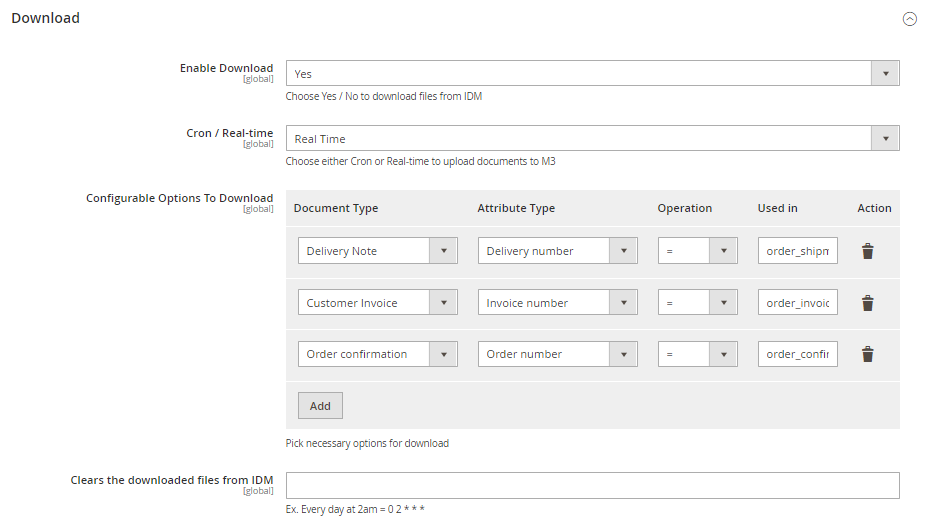 Download
Enable Download
[global]
Yes
Choose Yes / No to download files from IDM
Cron / Real-time
[global]
Real Time
Choose either Cron or Real-time to upload documents to M3
Configurable Options To Download
[global]
Document Type Attribute Type Operation Used in Action
Delivery Note Delivery number = order_shipm
Customer Invoice Invoice number = order_invoic
Order confirmation Order number = order_confir
Add
Pick necessary options for download
Clears the downloaded files from IDM
[global]
Ex. Every day at 2am = 0 2 * * *